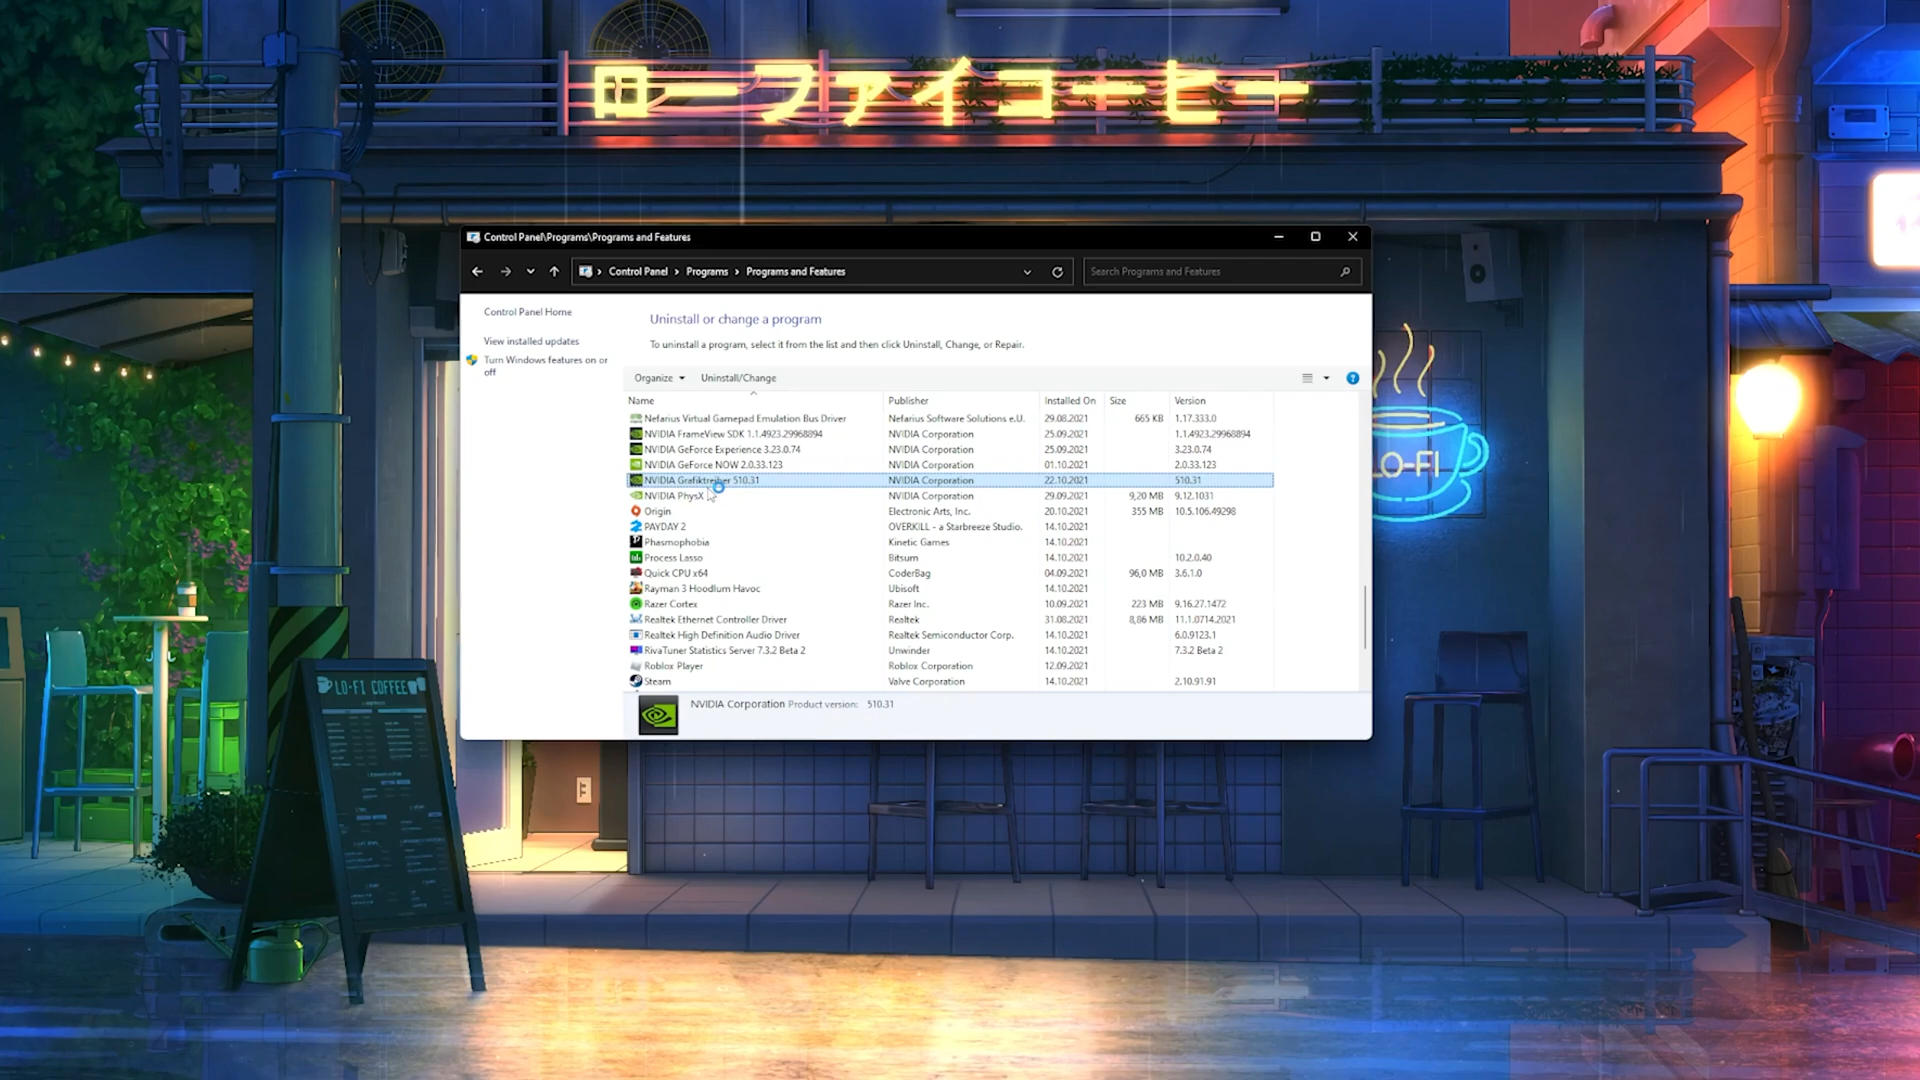 ローファイコーヒー
Control Panel\Programs\Programs and Features
Control Panel > Programs > Programs and Features
Search Programs and Features
Control Panel Home
View installed updates
Turn Windows features on or
off
Uninstall or change a program
To uninstall a program, select it from the list and then click Uninstall, Change, or Repair.
Organize Uninstall/Change
Name Publisher Installed On Size Version
Nefarius Virtual Gamepad Emulation Bus Driver Nefarius Software Solutions e.U. 29.08.2021 665 KB 1.17.333.0
NVIDIA FrameView SDK 1.1.4923.29968894 NVIDIA Corporation 25.09.2021 1.1.4923.29968894
NVIDIA GeForce Experience 3.23.0.74 NVIDIA Corporation 25.09.2021 3.23.0.74
NVIDIA GeForce NOW 2.0.33.123 NVIDIA Corporation 01.10.2021 2.0.33.123
NVIDIA Grafiktreiber 510.31 NVIDIA Corporation 22.10.2021 510.31
NVIDIA PhysX NVIDIA Corporation 29.09.2021 9,20 MB 9.12.1031
Origin Electronic Arts, Inc. 20.10.2021 355 MB 10.5.106.49298
PAYDAY 2 OVERKILL - a Starbreeze Studio. 14.10.2021
Phasmophobia Kinetic Games 14.10.2021
Process Lasso Bitsum 14.10.2021 10.2.0.40
Quick CPU x64 CoderBag 04.09.2021 96,0 MB 3.6.1.0
Rayman 3 Hoodlum Havoc Ubisoft 14.10.2021
Razer Cortex Razer Inc. 10.09.2021 223 MB 9.16.27.1472
Realtek Ethernet Controller Driver Realtek 31.08.2021 8,86 MB 11.1.0714.2021
Realtek High Definition Audio Driver Realtek Semiconductor Corp. 14.10.2021 6.0.9123.1
RivaTuner Statistics Server 7.3.2 Beta 2 Unwinder 14.10.2021 7.3.2 Beta 2
Roblox Player Roblox Corporation 12.09.2021
Steam Valve Corporation 14.10.2021 2.10.91.91
NVIDIA Corporation Product version: 510.31
LO-FI
LO-FI COFFEE